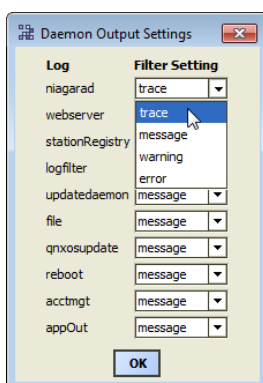 Daemon Output Settings
Log Filter Setting
niagarad trace
webserver trace
stationRegistry message
logfilter warning
error
updatedaemon message
file message
qnxosupdate message
reboot message
acctmgt message
appOut message
OK